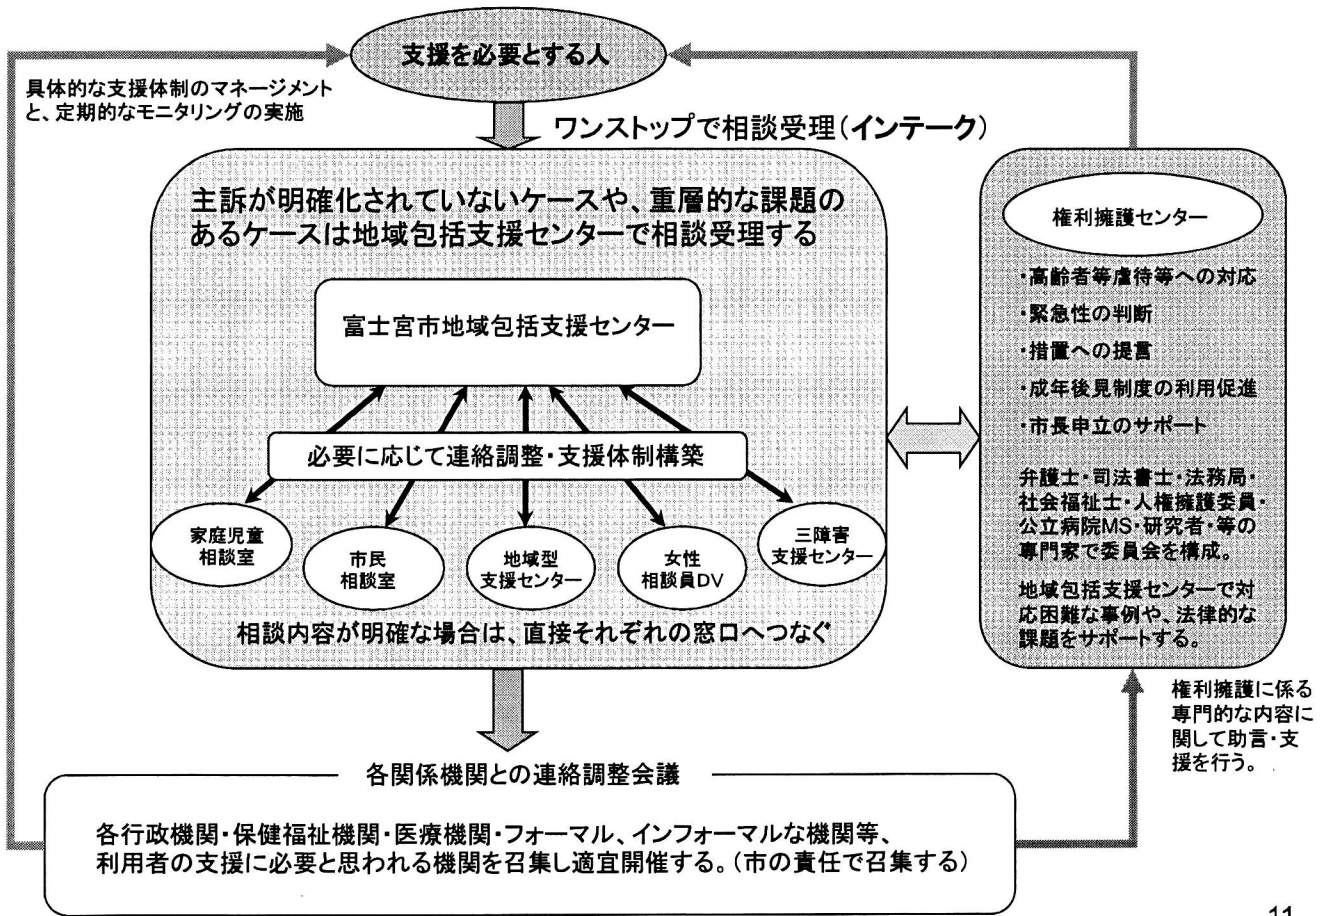 支援を必要とする人
具体的な支援体制のマネージメント
と、定期的なモニタリングの実施
ワンストップで相談受理(インテーク)
主訴が明確化されていないケースや、重層的な課題の
あるケースは地域包括支援センターで相談受理する
富士宮市地域包括支援センター
必要に応じて連絡調整・支援体制構築
家庭児童
相談室
市民
相談室
地域型
支援センター
女性
相談員DV
三障害
支援センター
相談内容が明確な場合は、直接それぞれの窓口へつなぐ
権利擁護センター
・高齢者等虐待等への対応
・緊急性の判断
・措置への提言
・成年後見制度の利用促進
・市長申立のサポート
弁護士・司法書士・法務局・
社会福祉士・人権擁護委員・
公立病院MS・研究者・等の
専門家で委員会を構成。
地域包括支援センターで対
応困難な事例や、法律的な
課題をサポートする。
権利擁護に係る
専門的な内容に
関して助言・支
援を行う。
各関係機関との連絡調整会議
各行政機関・保健福祉機関・医療機関・フォーマル、インフォーマルな機関等、
利用者の支援に必要と思われる機関を召集し適宜開催する。(市の責任で召集する)
11